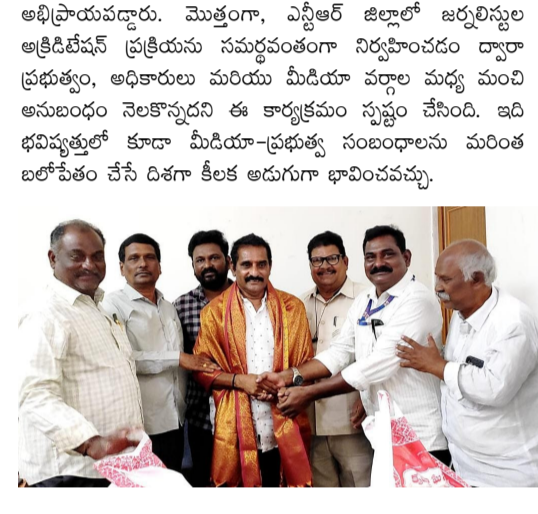 అభిప్రాయపడ్డారు. మొత్తంగా, ఎన్టీఆర్ జిల్లాలో జర్నలిస్టుల
అక్రిడిటేషన్ ప్రక్రియను సమర్థవంతంగా నిర్వహించడం ద్వారా
ప్రభుత్వం, అధికారులు మరియు మీడియా వర్గాల మధ్య మంచి
అనుబంధం నెలకొన్నదని ఈ కార్యక్రమం స్పష్టం చేసింది. ఇది
భవిష్యత్తులో కూడా మీడియా-ప్రభుత్వ సంబంధాలను మరింత
బలోపేతం చేసే దిశగా కీలక అడుగుగా భావించవచ్చు.